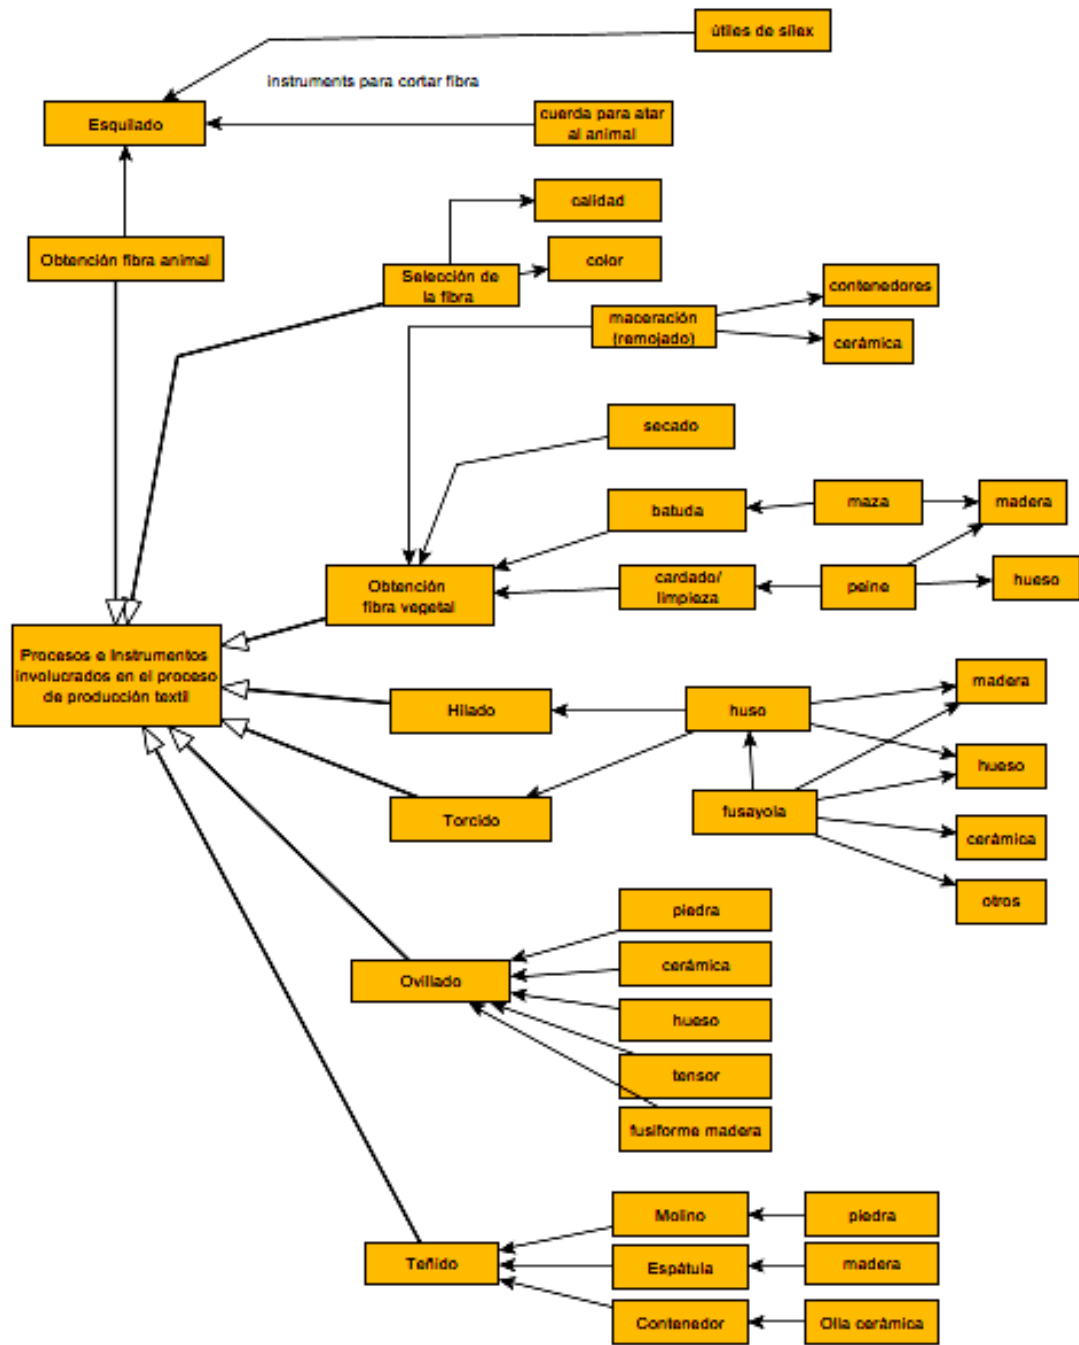 útiles de sílex
instruments para cortar fibra
Esquilado
cuerda para atar
al animal
calidad
Obtención fibra animal
color
Selección de
la fibra
contenedores
maceración
(remojado)
cerámica
secado
batuda
maza
madera
Obtención
fibra vegetal
cardado/
limpieza
peine
hueso
Procesos e Instrumentos
involucrados en el proceso
de producción textil
Hilado
huso
madera
hueso
Torcido
fusayola
cerámica
otros
piedra
Ovillado
cerámica
hueso
tensor
fusiforme madera
Molino
piedra
Teñido
Espátula
madera
Contenedor
Olla cerámica